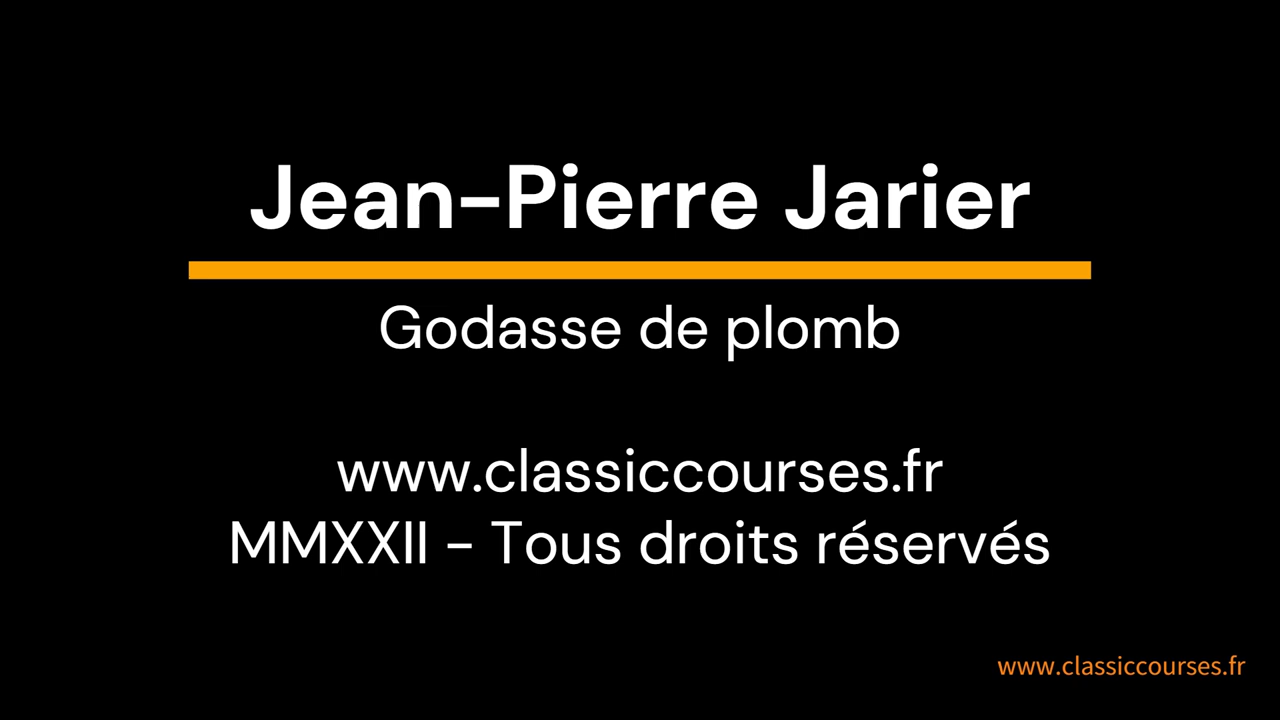 Jean-Pierre Jarier
Godasse de plomb
www.classiccourses.fr
MMXXII - Tous droits réservés
www.classiccourses.fr